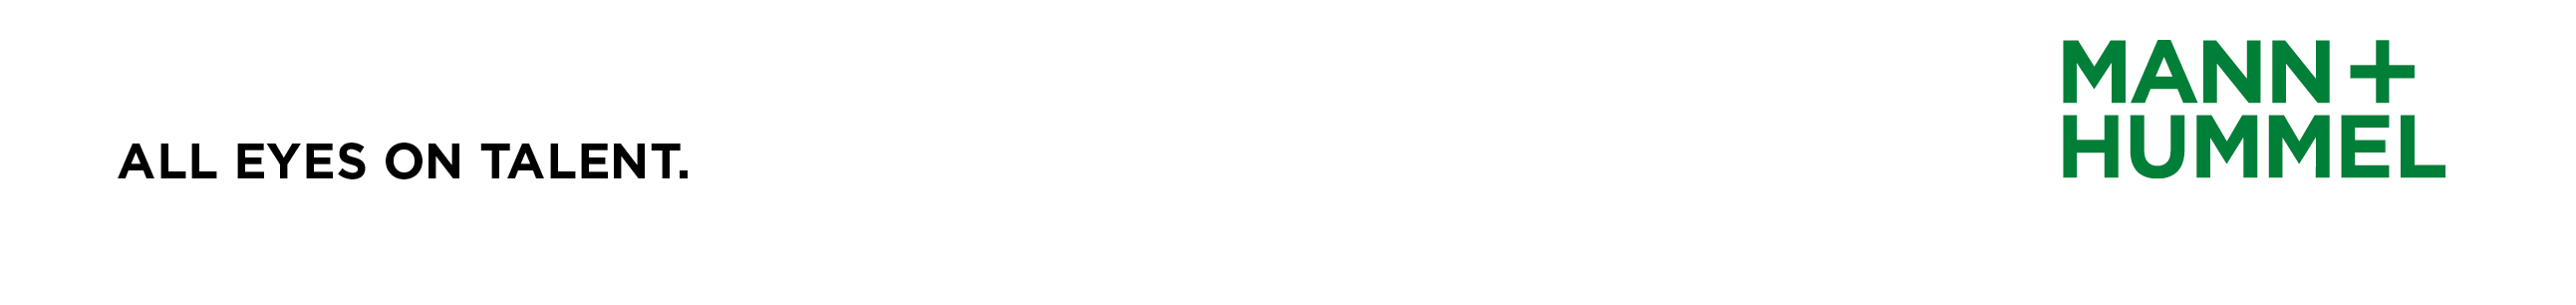 ALL EYES ON TALENT.
MANN+
HUMMEL